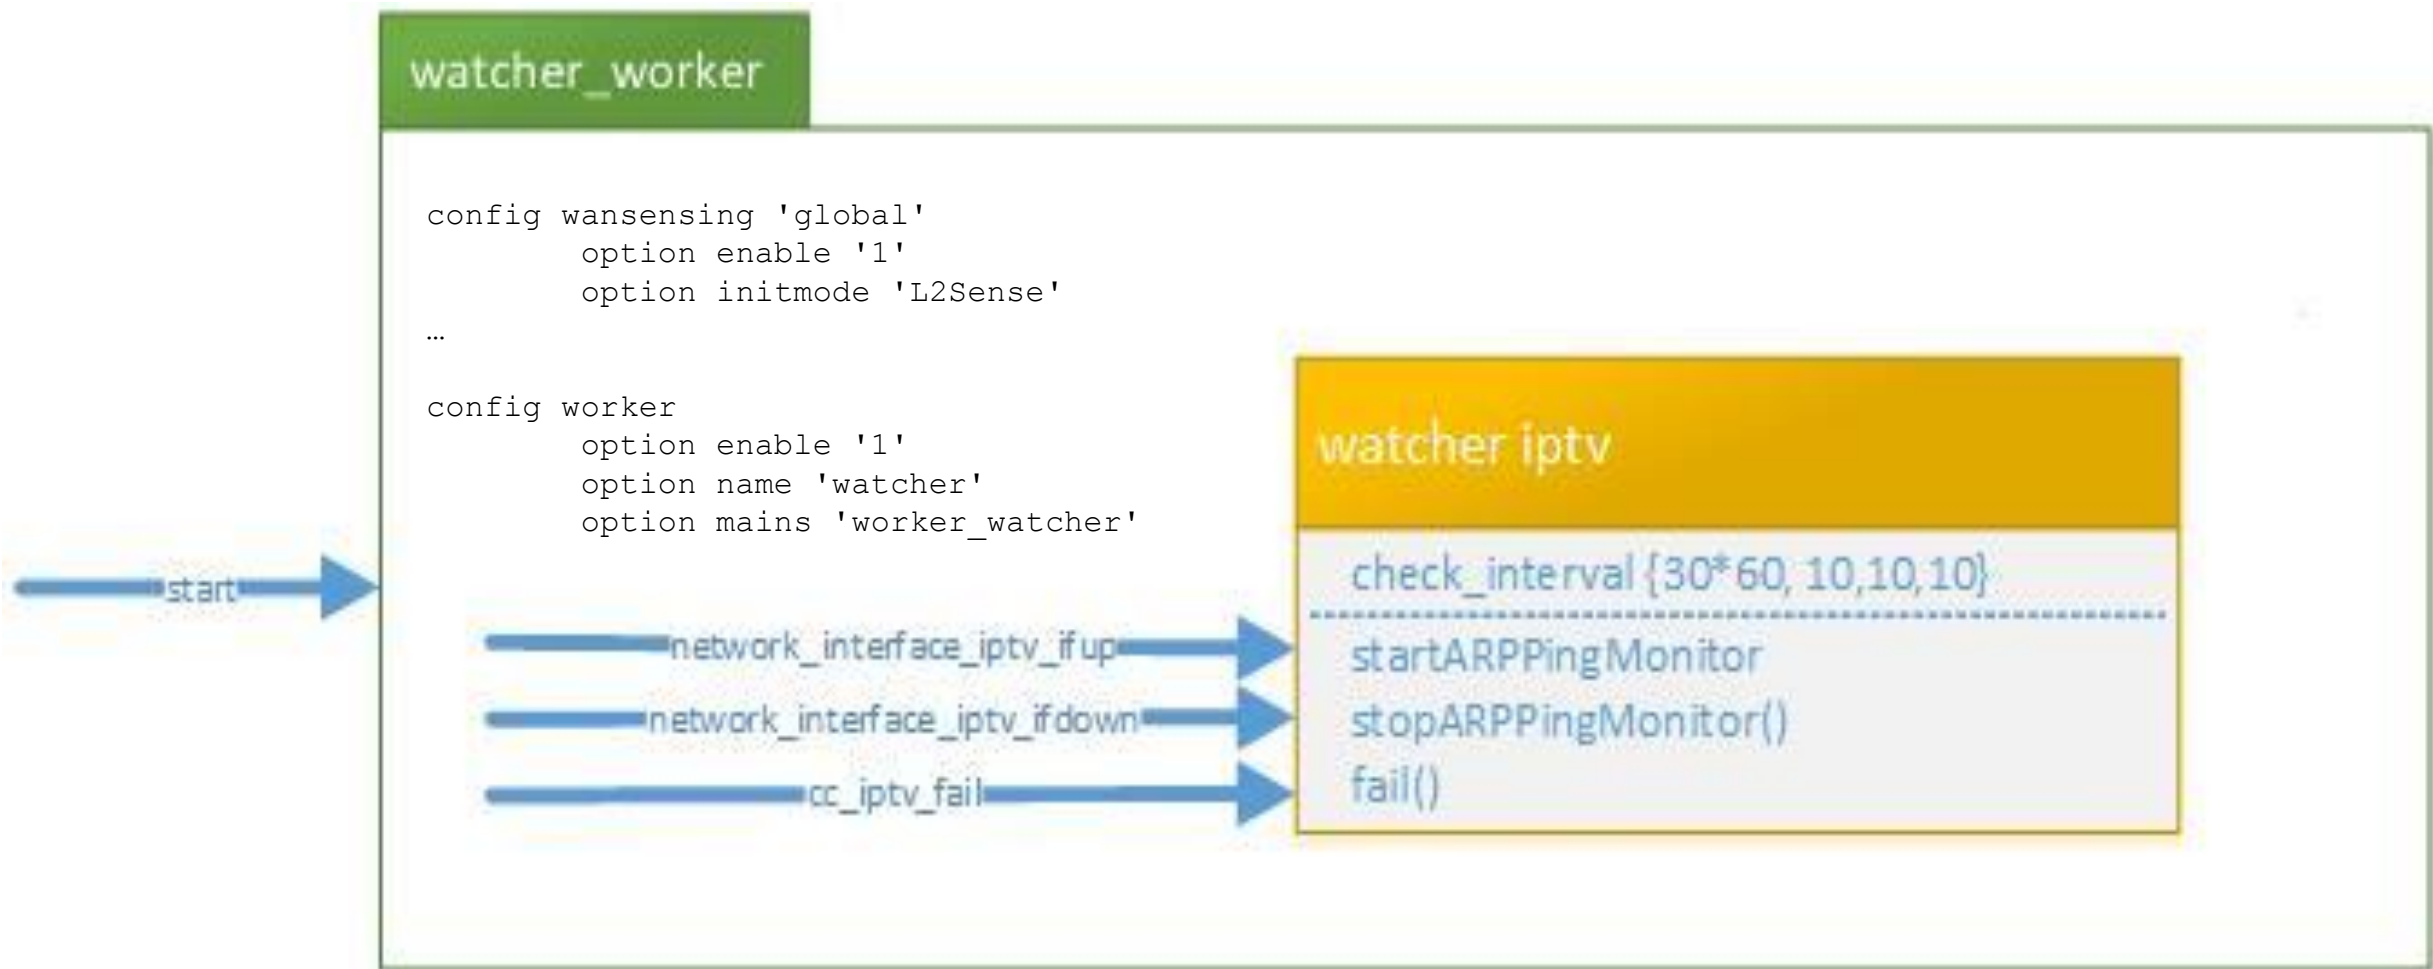 watcher_worker
config wansensing 'global'
option enable '1'
option initmode 'L2Sense'
…
config worker
option enable '1'
option name 'watcher'
option mains 'worker_watcher'
start
network_interface_iptv_ifup
network_interface_iptv_ifdown
cc_iptv_fail
watcher iptv
check_interval {30*60, 10,10,10}
startARPPingMonitor
stopARPPingMonitor()
fail()